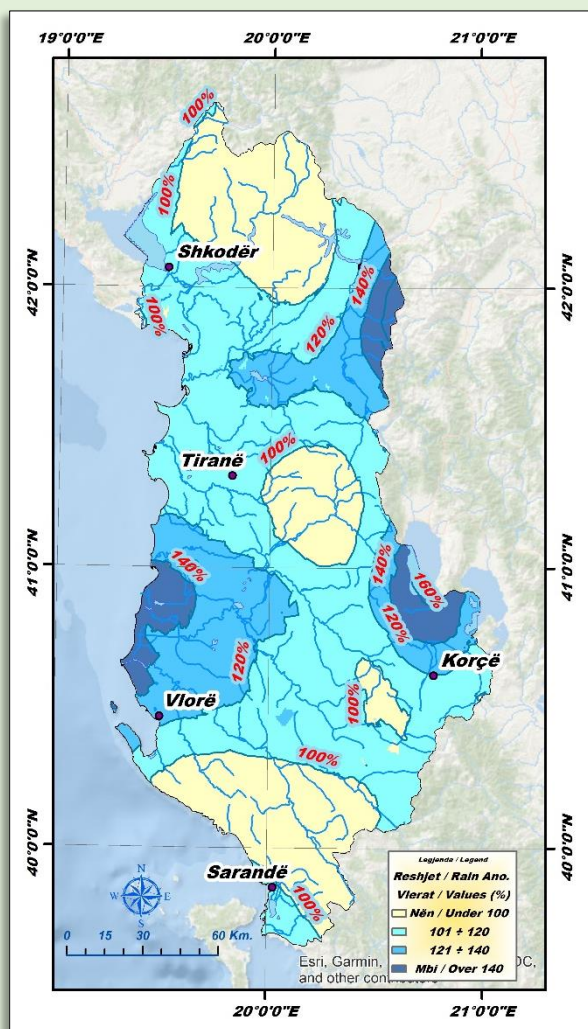 19°0'0"E 20°0'0"E 21°0'0"E
100%
100%
Shkodër
42°0'0"N 42°0'0"N
140%
100%
120%
100%
Tiranë
41°0'0"N 41°0'0"N
140%
140%
160%
120%
120%
Korçë
100%
Vlorë
100%
40°0'0"N 40°0'0"N
Sarandë
100%
Legjenda / Legend
Reshjet / Rain Ano.
Vlerat / Values (%)
Nën / Under 100
101 ÷ 120
121 ÷ 140
Mbi / Over 140
N
W E
S
0 15 30 60 Km.
Esri, Garmin,
and other
20°0'0"E 21°0'0"E